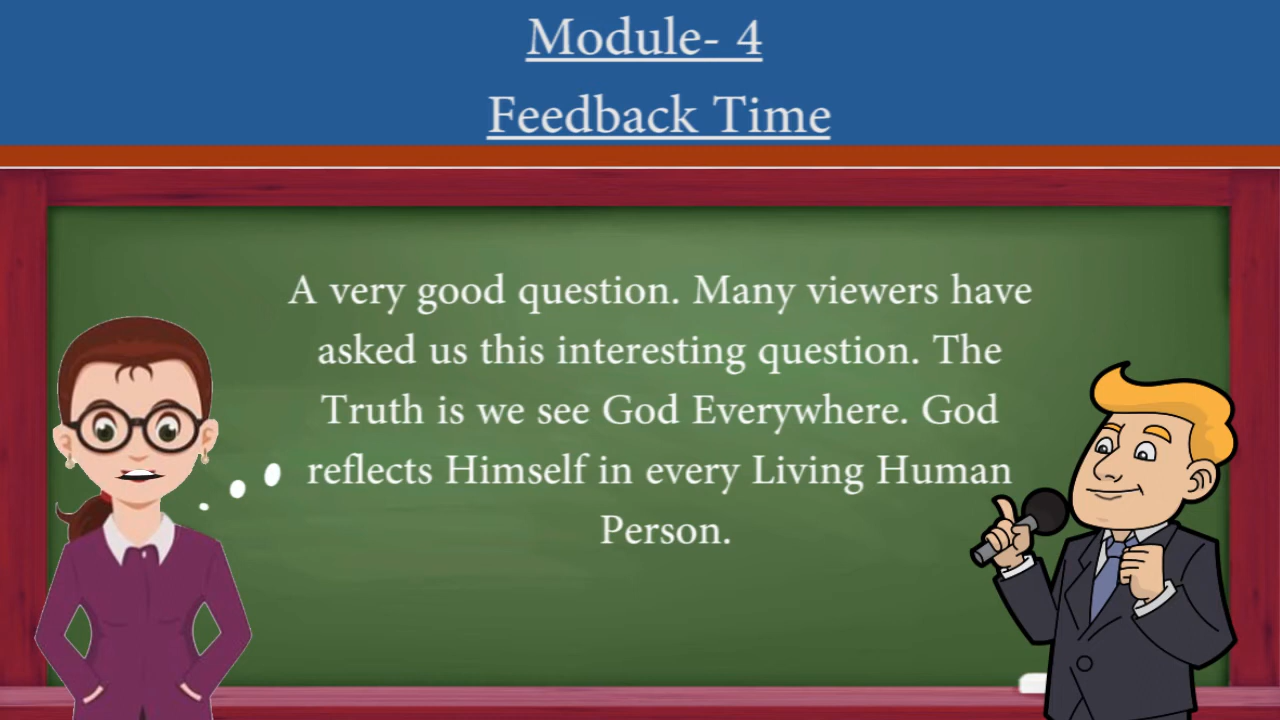 Module- 4
Feedback Time
A very good question. Many viewers have
asked us this interesting question. The
Truth is we see God Everywhere. God
reflects Himself in every Living Human
Person.